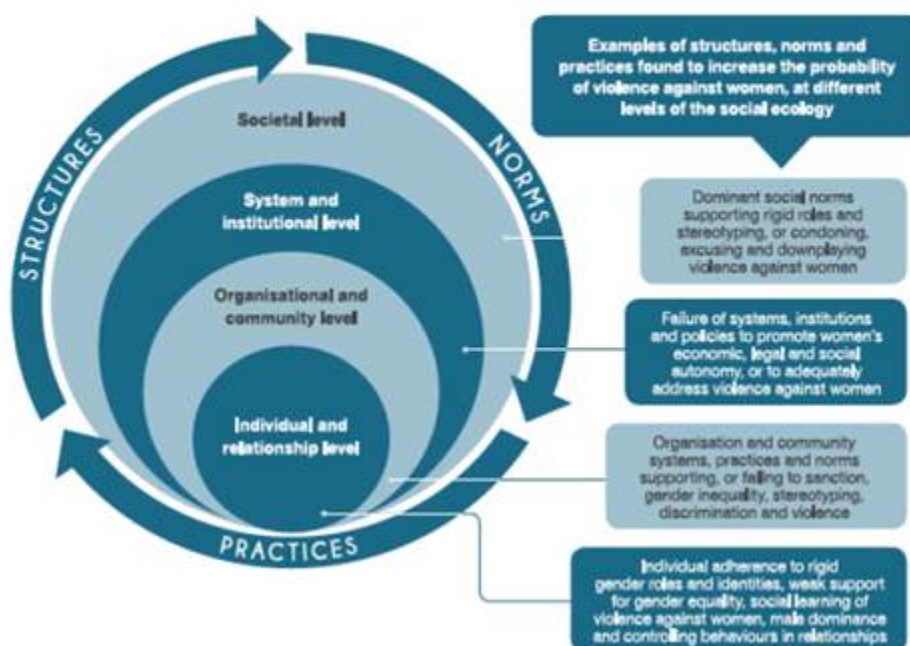 STRUCTURES
NORMS
PRACTICES
Societal level
System and
institutional level
Organisational and
community level
Individual and
relationship level
Examples of structures, norms and
practices found to increase the probability
of violence against women, at different
levels of the social ecology
Dominant social norms
supporting rigid roles and
stereotyping, or condoning,
excusing and downplaying
violence against women
Failure of systems, institutions
and policies to promote women's
economic, legal and social
autonomy, or to adequately
address violence against women
Organisation and community
systems, practices and norms
supporting, or failing to sanction,
gender inequality, stereotyping,
discrimination and violence
Individual adherence to rigid
gender roles and identities, weak support
for gender equality, social learning of
violence against women, male dominance
and controlling behaviours in relationships